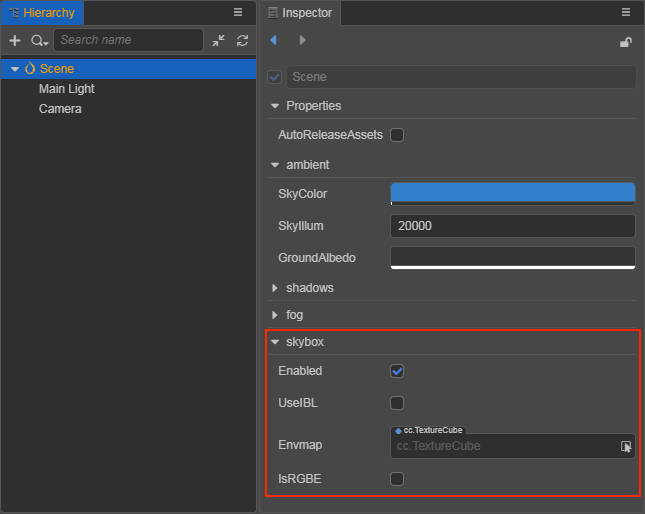 Hierarchy
Search name
Scene
Main Light
Camera
Inspector
Scene
Properties
AutoReleaseAssets
ambient
SkyColor
SkyIllum 20000
GroundAlbedo
shadows
fog
skybox
Enabled
UseIBL
cc.TextureCube
Envmap cc.TextureCube
IsRGBE